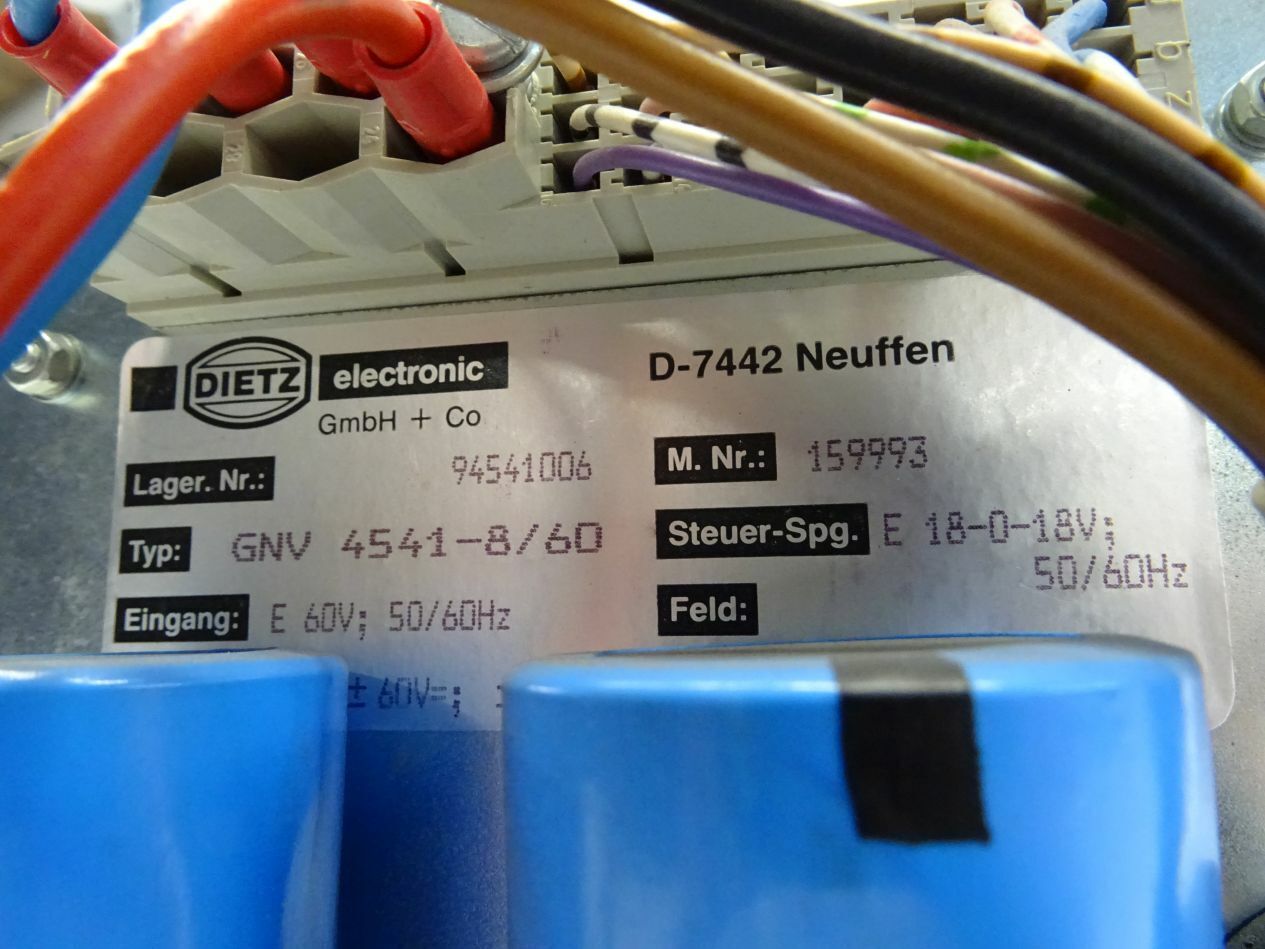 DIETZ electronic
GmbH + Co
D-7442 Neuffen
Lager. Nr.: 94541006
M. Nr.: 159993
Typ: GNV 4541-8/60
Steuer-Spg. E 18-0-18V;
50/60Hz
Eingang: E 60V; 50/60Hz
Feld:
± 60V=;